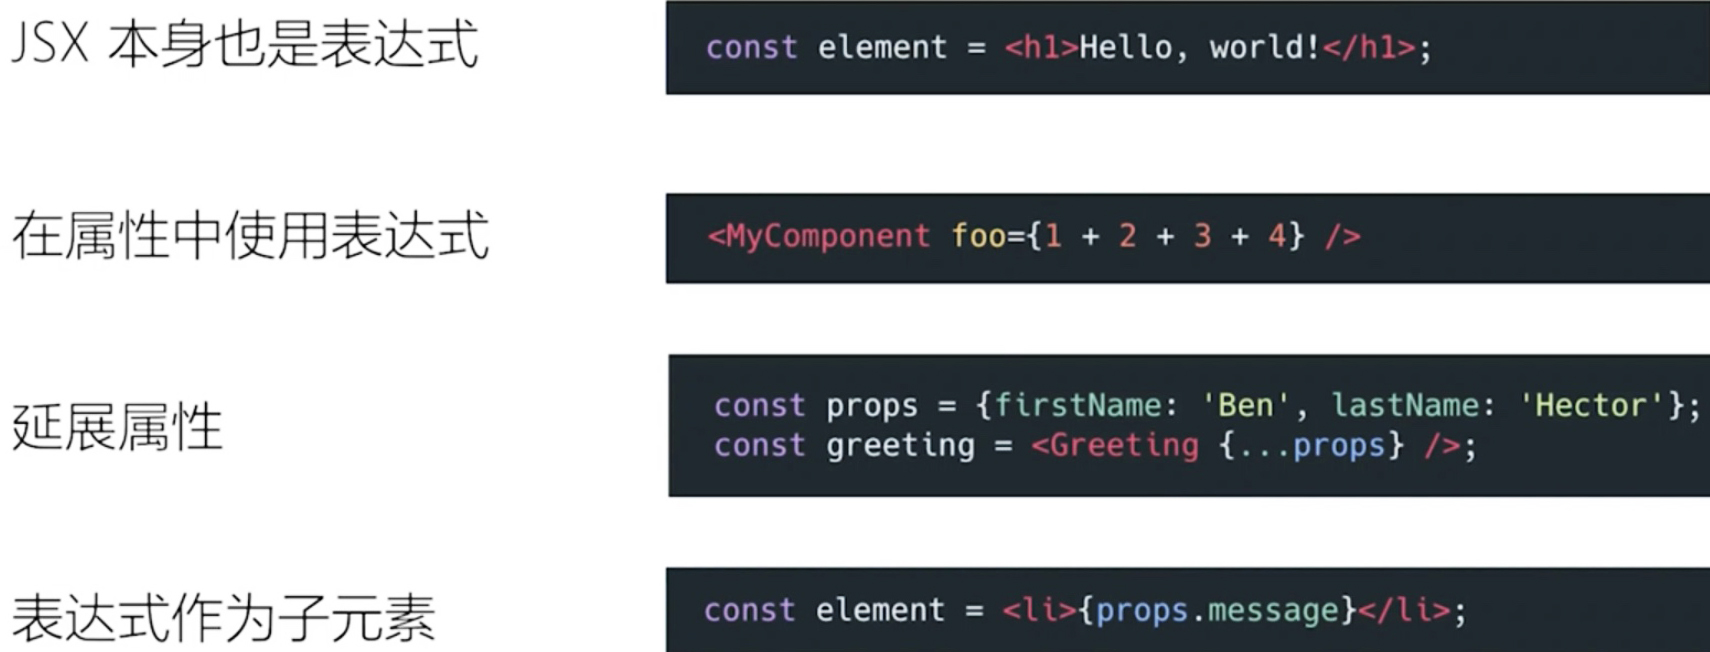 JSX 本身也是表达式
const element = <h1>Hello, world!</h1>;
在属性中使用表达式
<MyComponent foo={1 + 2 + 3 + 4} />
延展属性
const props = {firstName: 'Ben', lastName: 'Hector'};
const greeting = <Greeting {...props} />;
表达式作为子元素
const element = <li>{props.message}</li>;